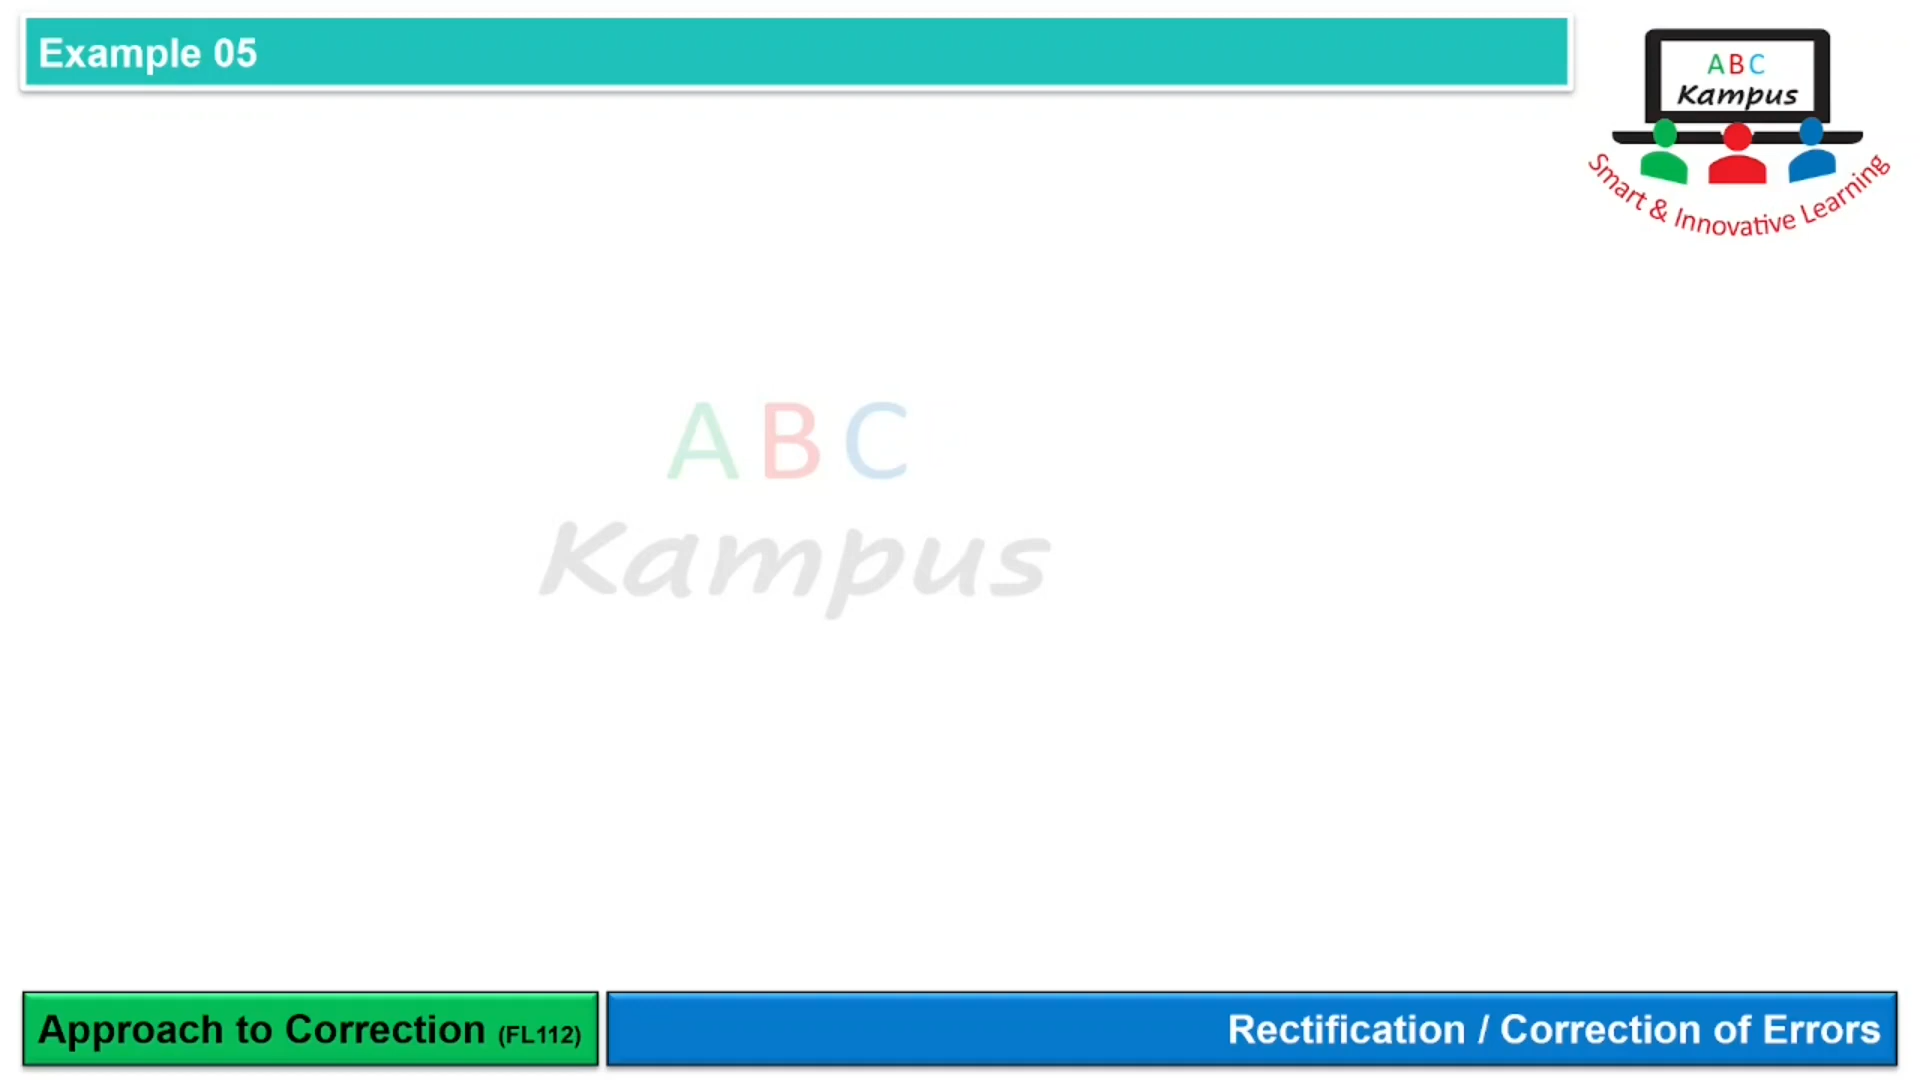 Example 05
ABC
Kampus
Smart & Innovative Learning
ABC
Kampus
Approach to Correction (FL112)
Rectification / Correction of Errors